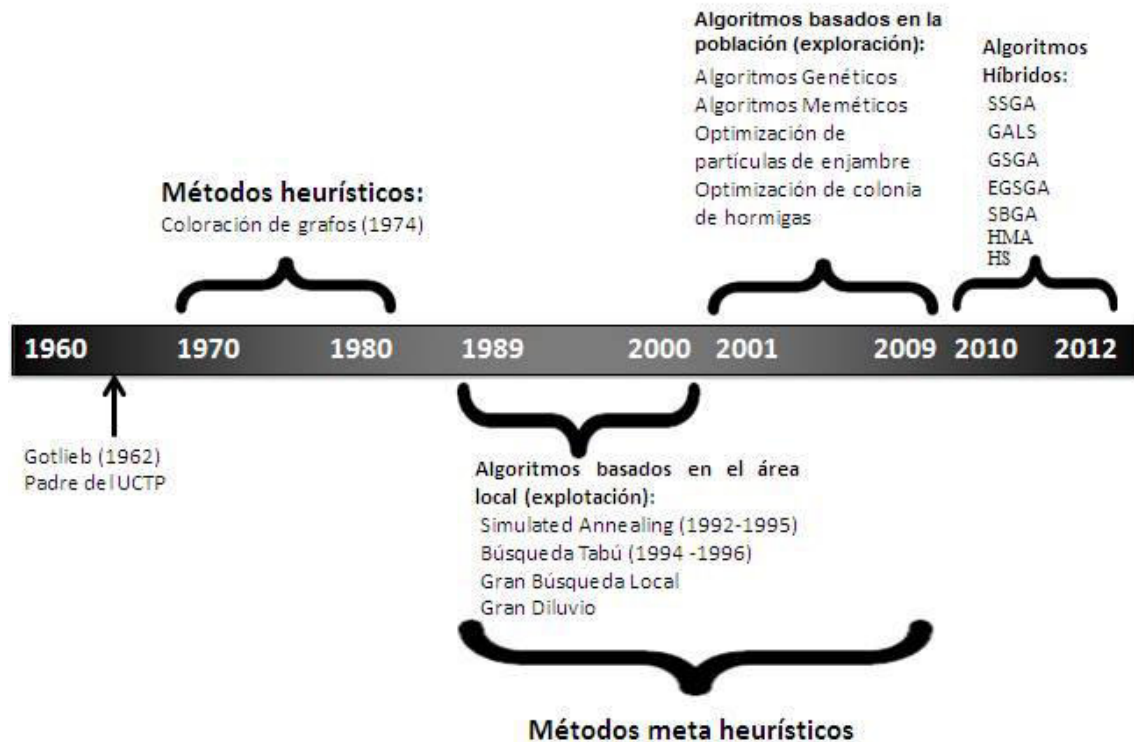 Algoritmos basados en la
población (exploración):
Algoritmos Genéticos
Algoritmos Meméticos
Optimización de
partículas de enjambre
Optimización de colonia
de hormigas
Algoritmos
Híbridos:
SSGA
GALS
GSGA
EGSGA
SBGA
HMA
HS
Métodos heurísticos:
Coloración de grafos (1974)
1960 1970 1980 1989 2000 2001 2009 2010 2012
Gotlieb (1962)
Padre del UCTP
Algoritmos basados en el área
local (explotación):
Simulated Annealing (1992-1995)
Búsqueda Tabú (1994 -1996)
Gran Búsqueda Local
Gran Diluvio
Métodos meta heurísticos